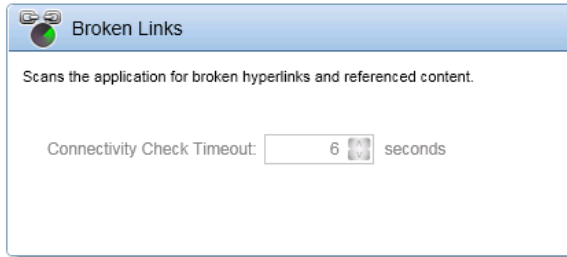 Broken Links
Scans the application for broken hyperlinks and referenced content.
Connectivity Check Timeout: 6 seconds